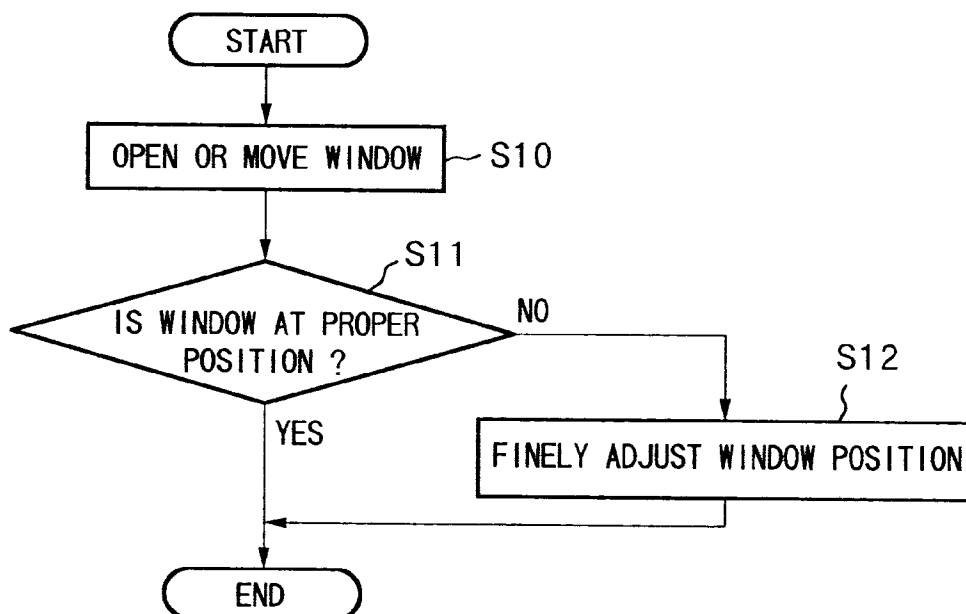 START
OPEN OR MOVE WINDOW
S10
S11
IS WINDOW AT PROPER
POSITION ?
NO
YES
S12
FINELY ADJUST WINDOW POSITION
END